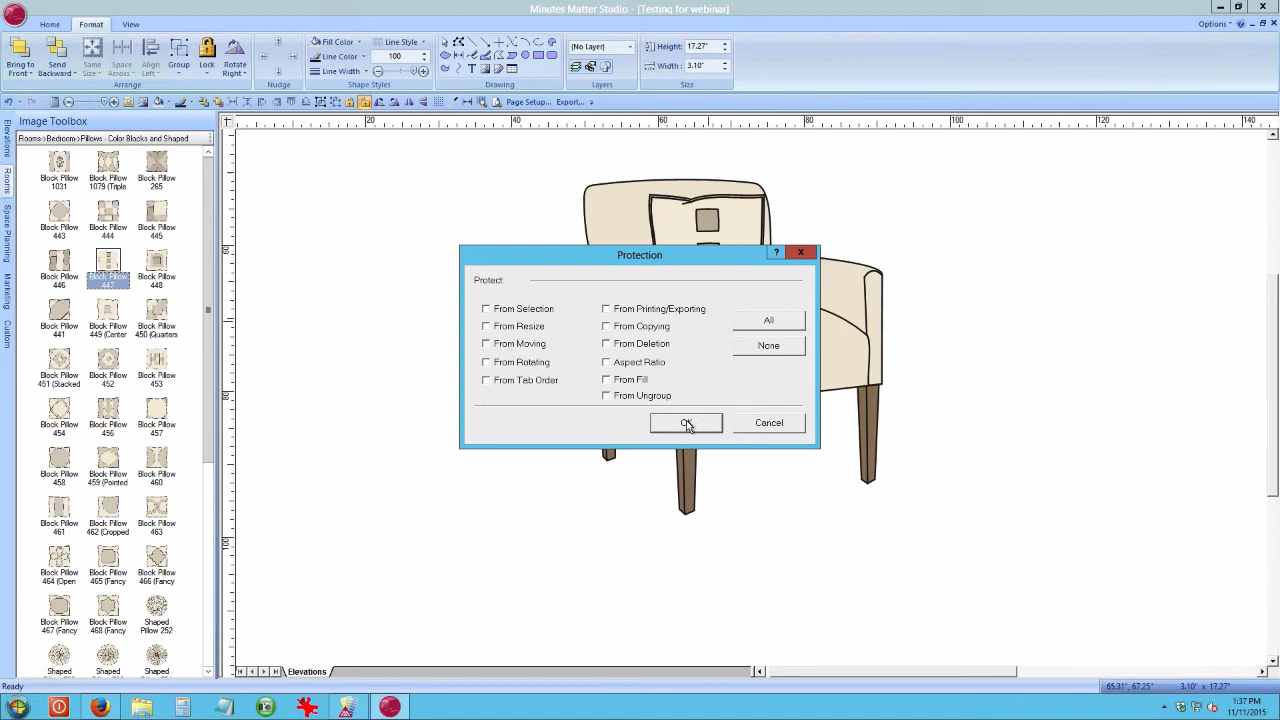 Minutes Matter Studio - [Testing for webinar]
Home Format View Options
Bring to Front Send Backward Same Size Space Across Align Left Group Lock Rotate Right
Fill Color Line Style
Line Color 100
Line Width
(No Layer)
Height: 17.27"
Width: 3.10"
Arrange Nudge Shape Styles Drawing Layers Size
Page Setup... Export...
Image Toolbox
Rooms->Bedroom->Pillows - Color Blocks and Shaped
20 40 60 80 100 120 140
60
80
100
Elevations
Rooms
Space Planning
Marketing
Custom
Block Pillow 1031
Block Pillow 1079 (Triple
Block Pillow 265
Block Pillow 443
Block Pillow 444
Block Pillow 445
Block Pillow 446
Block Pillow 447
Block Pillow 448
Block Pillow 441
Block Pillow 449 (Center
Block Pillow 450 (Quarters
Block Pillow 451 (Stacked
Block Pillow 452
Block Pillow 453
Block Pillow 454
Block Pillow 456
Block Pillow 457
Block Pillow 458
Block Pillow 459 (Pointed
Block Pillow 460
Block Pillow 461
Block Pillow 462 (Cropped
Block Pillow 463
Block Pillow 464 (Open
Block Pillow 465 (Fancy
Block Pillow 466 (Fancy
Block Pillow 467 (Fancy
Block Pillow 468 (Fancy
Shaped Pillow 252
Shaped
Shaped
Shaped
Protection
Protect:
From Selection From Printing/Exporting
All
From Resize From Copying
From Moving From Deletion
None
From Rotating Aspect Ratio
From Tab Order From Fill
From Ungroup
OK Cancel
Elevations
Ready 65.31", 67.25" 3.10" x 17.27"
1:37 PM
11/11/2015